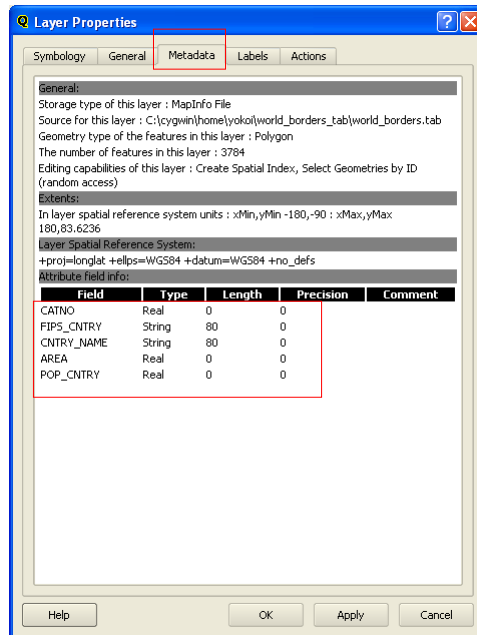 Layer Properties
Symbology General Metadata Labels Actions
General:
Storage type of this layer : MapInfo File
Source for this layer : C:\cygwin\home\yokoi\world_borders_tab\world_borders.tab
Geometry type of the features in this layer : Polygon
The number of features in this layer : 3784
Editing capabilities of this layer : Create Spatial Index, Select Geometries by ID
(random access)
Extents:
In layer spatial reference system units : xMin,yMin -180,-90 : xMax,yMax
180,83.6236
Layer Spatial Reference System:
+proj=longlat +ellps=WGS84 +datum=WGS84 +no_defs
Attribute field info:
Field Type Length Precision Comment
CATNO Real 0 0
FIPS_CNTRY String 80 0
CNTRY_NAME String 80 0
AREA Real 0 0
POP_CNTRY Real 0 0
Help OK Apply Cancel